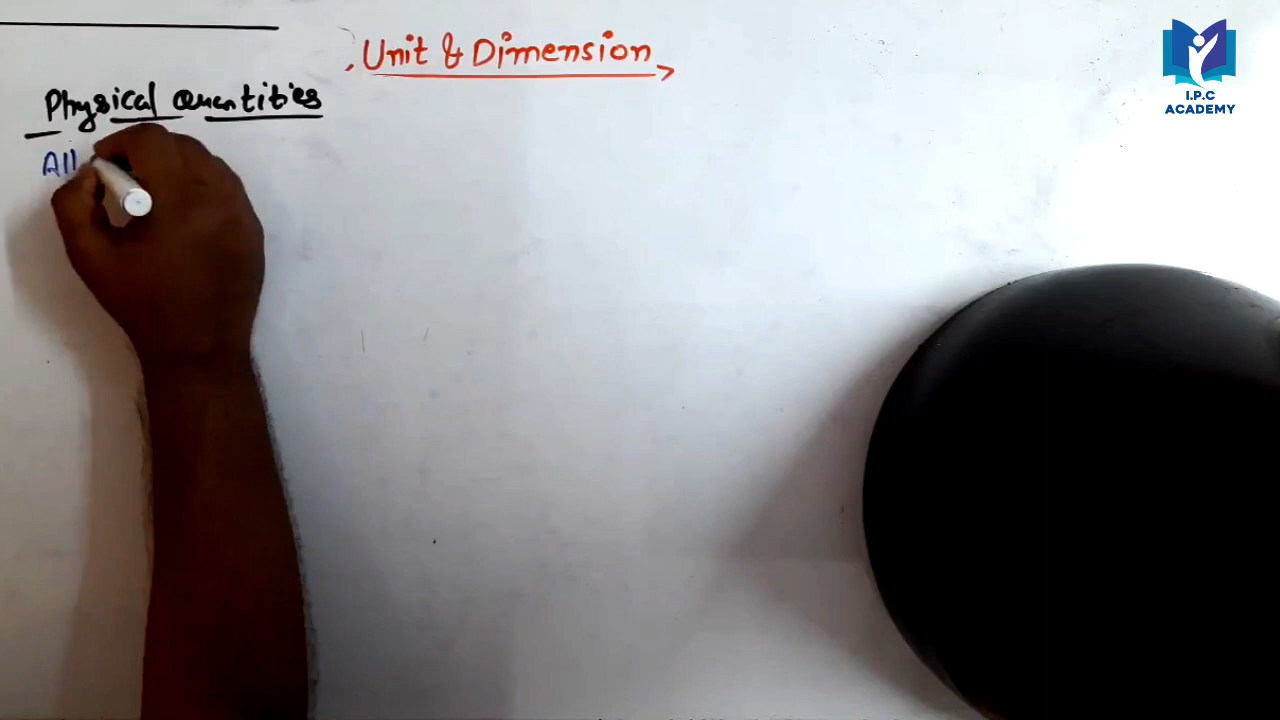 Unit & Dimension
Physical Quantities
All
I.P.C
ACADEMY